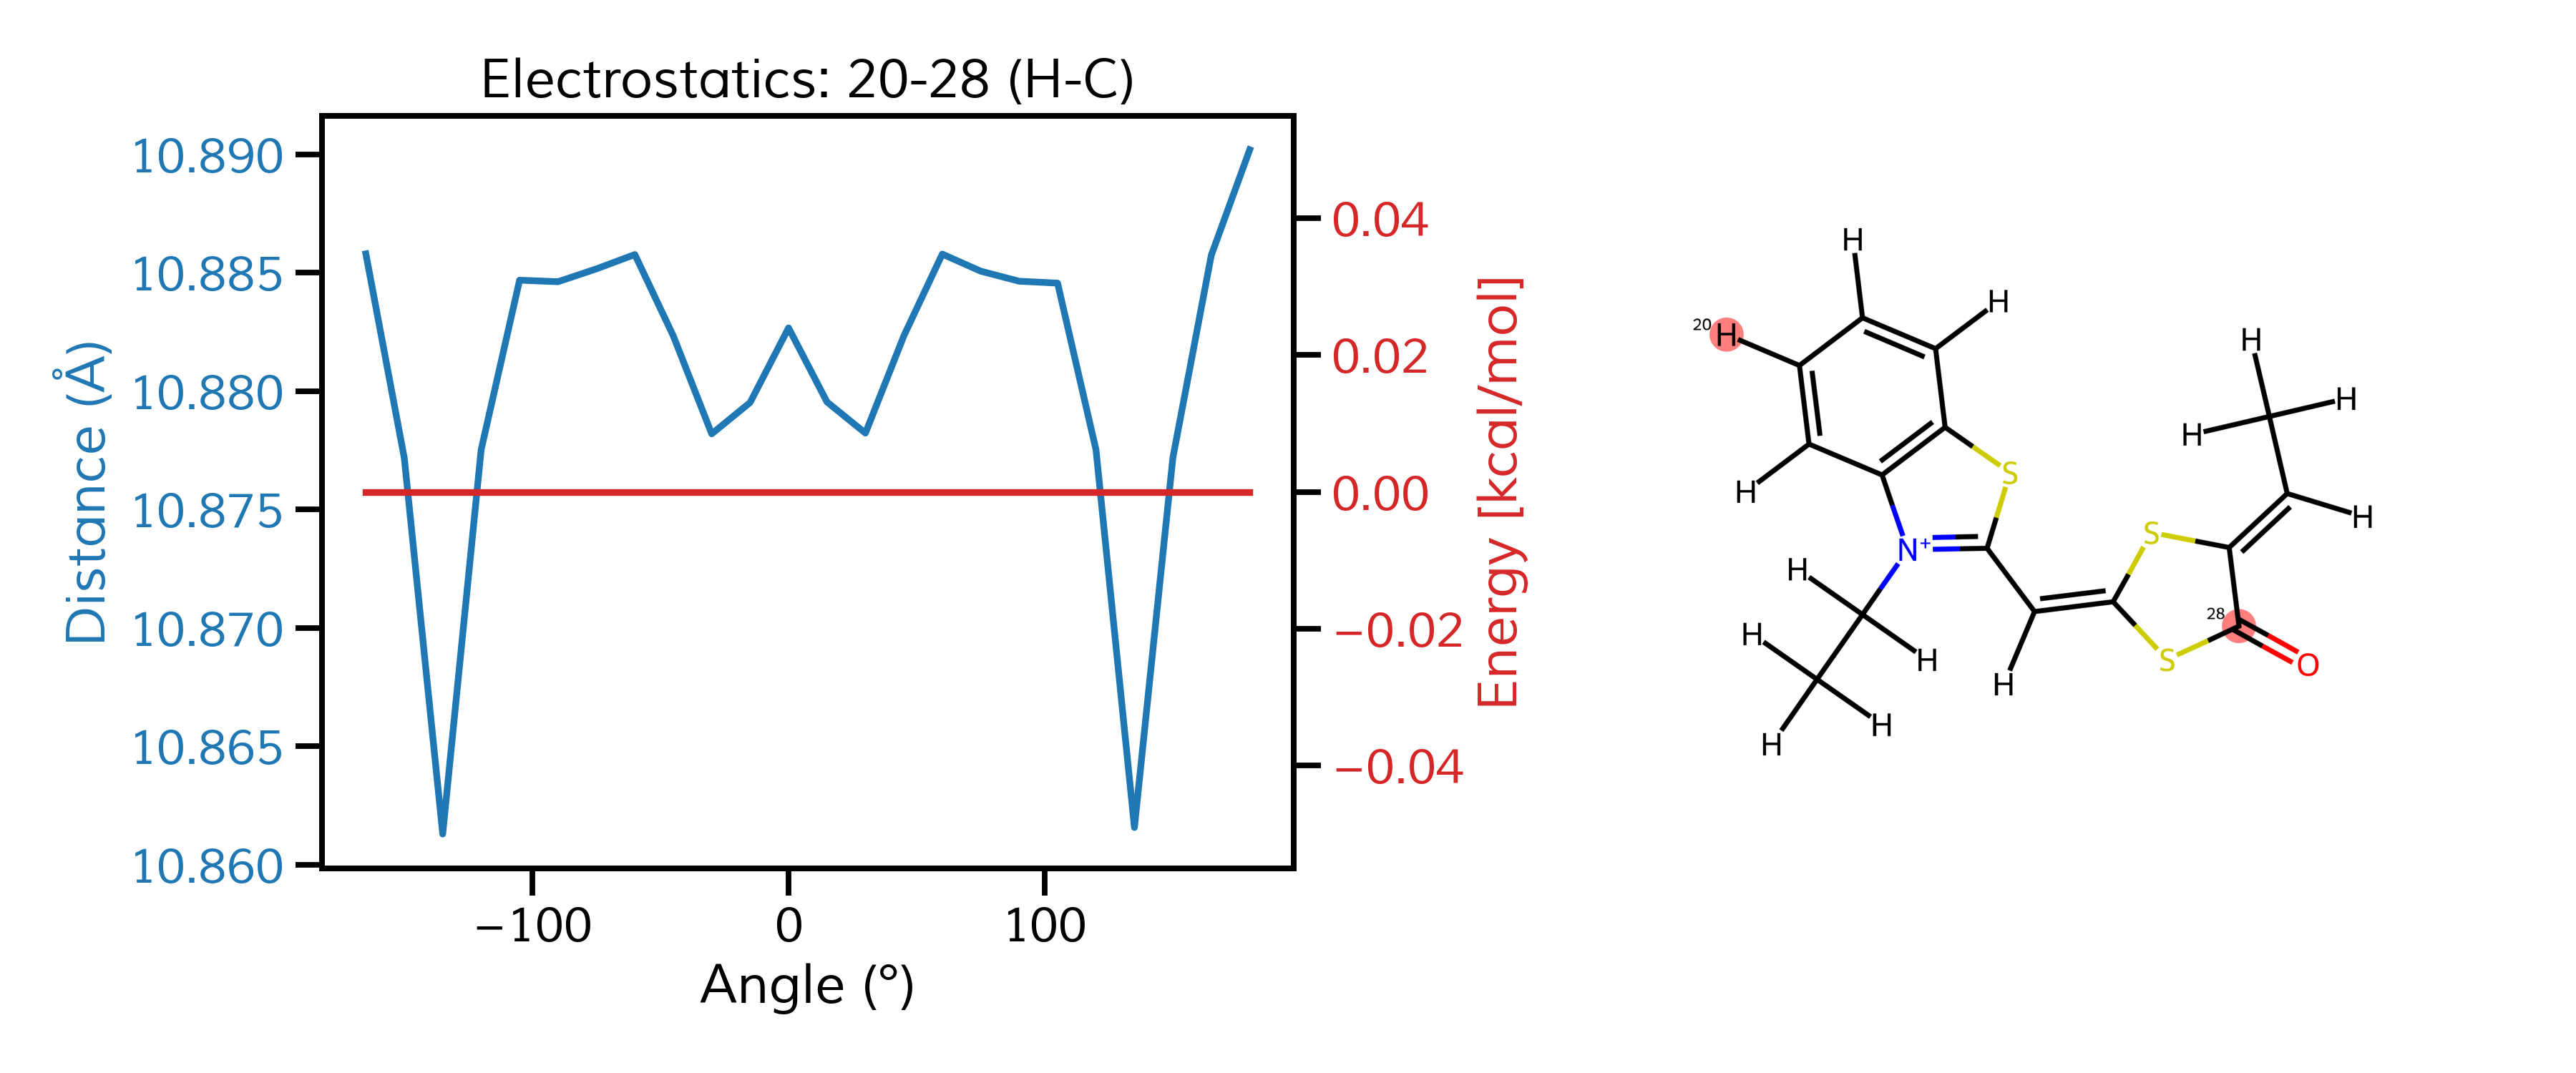 Electrostatics: 20-28 (H-C)
10.890
10.885
10.880
10.875
10.870
10.865
10.860
Distance (Å)
−100
0
100
Angle (°)
0.04
0.02
0.00
−0.02
−0.04
Energy [kcal/mol]
H
H
20
H
H
H
H
H
S
H
S
N⁺
H
H
28
H
S
O
H
H
H
H